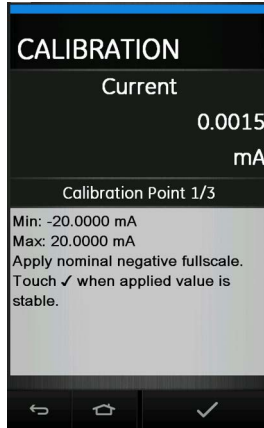 CALIBRATION
Current
0.0015
mA
Calibration Point 1/3
Min: -20.0000 mA
Max: 20.0000 mA
Apply nominal negative fullscale.
Touch ✓ when applied value is
stable.